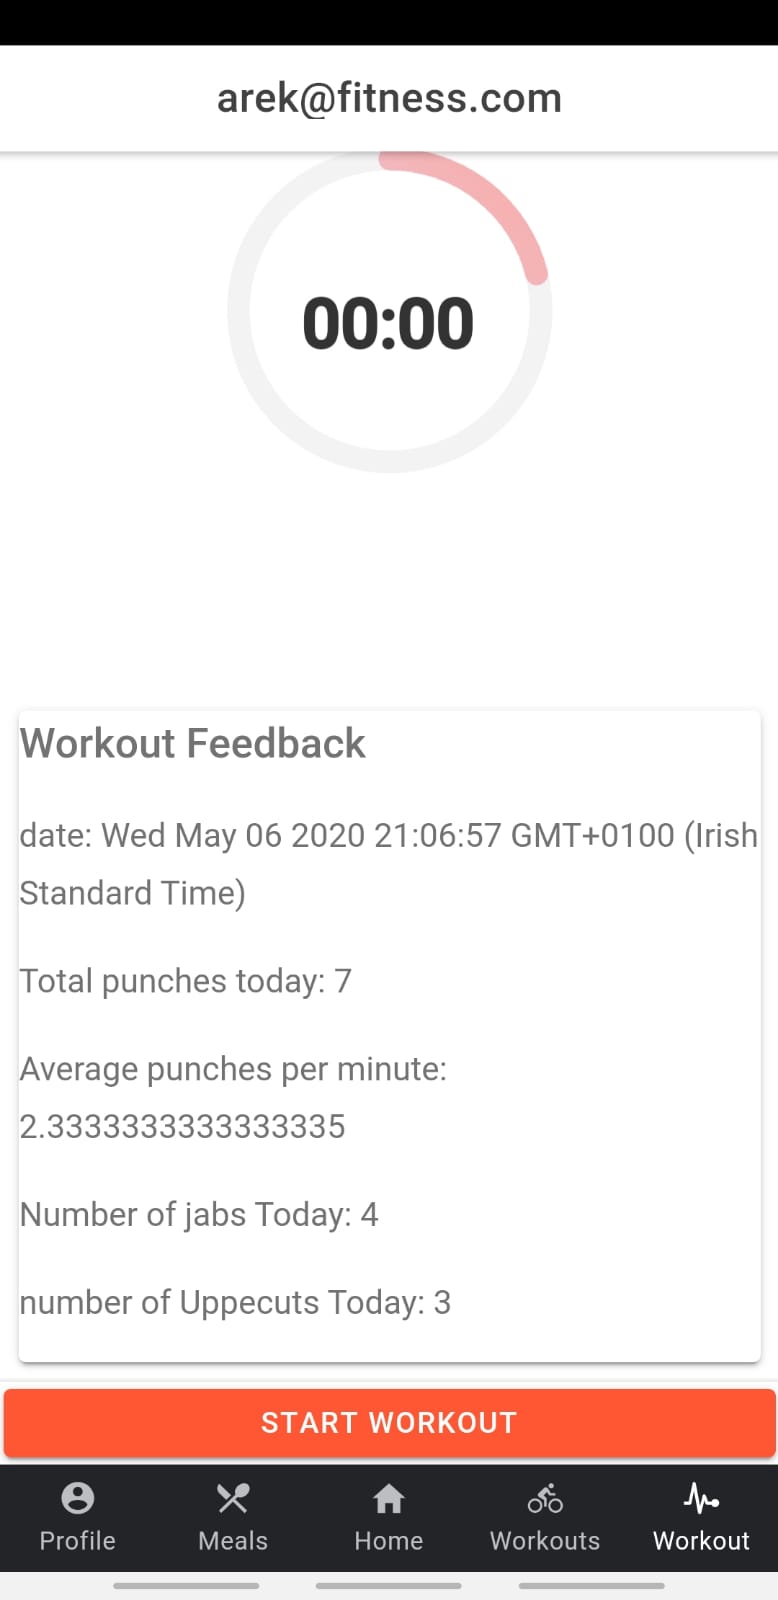 arek@fitness.com
00:00
Workout Feedback
date: Wed May 06 2020 21:06:57 GMT+0100 (Irish
Standard Time)
Total punches today: 7
Average punches per minute:
2.3333333333333335
Number of jabs Today: 4
number of Uppecuts Today: 3
START WORKOUT
Profile Meals Home Workouts Workout